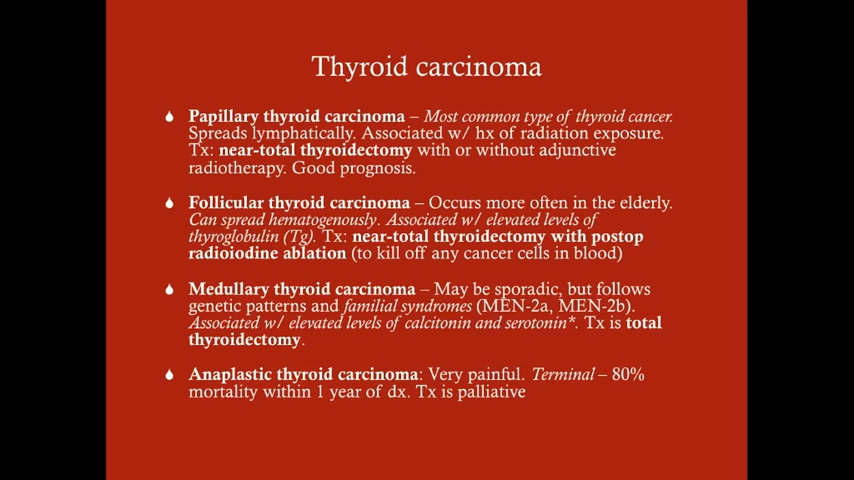 Thyroid carcinoma
Papillary thyroid carcinoma – Most common type of thyroid cancer.
Spreads lymphatically. Associated w/ hx of radiation exposure.
Tx: near-total thyroidectomy with or without adjunctive
radiotherapy. Good prognosis.
Follicular thyroid carcinoma – Occurs more often in the elderly.
Can spread hematogenously. Associated w/ elevated levels of
thyroglobulin (Tg). Tx: near-total thyroidectomy with postop
radioiodine ablation (to kill off any cancer cells in blood)
Medullary thyroid carcinoma – May be sporadic, but follows
genetic patterns and familial syndromes (MEN-2a, MEN-2b).
Associated w/ elevated levels of calcitonin and serotonin*. Tx is total
thyroidectomy.
Anaplastic thyroid carcinoma: Very painful. Terminal – 80%
mortality within 1 year of dx. Tx is palliative